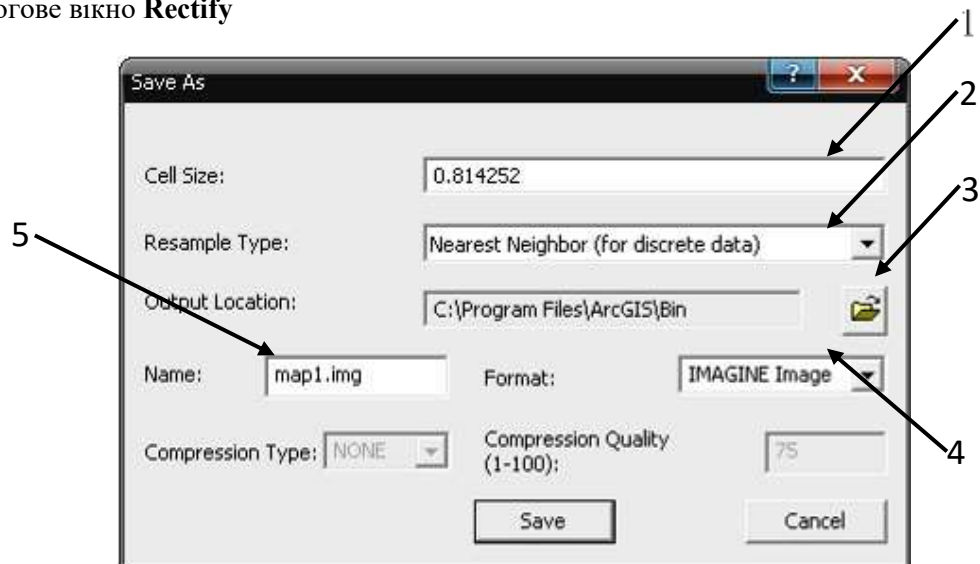 огове вікно Rectify
1
Save As
?
X
2
Cell Size: 0.814252
3
5
Resample Type: Nearest Neighbor (for discrete data)
Output Location: C:\Program Files\ArcGIS\Bin
Name: map1.img Format: IMAGINE Image
Compression Type: NONE Compression Quality
(1-100): 75
4
Save Cancel